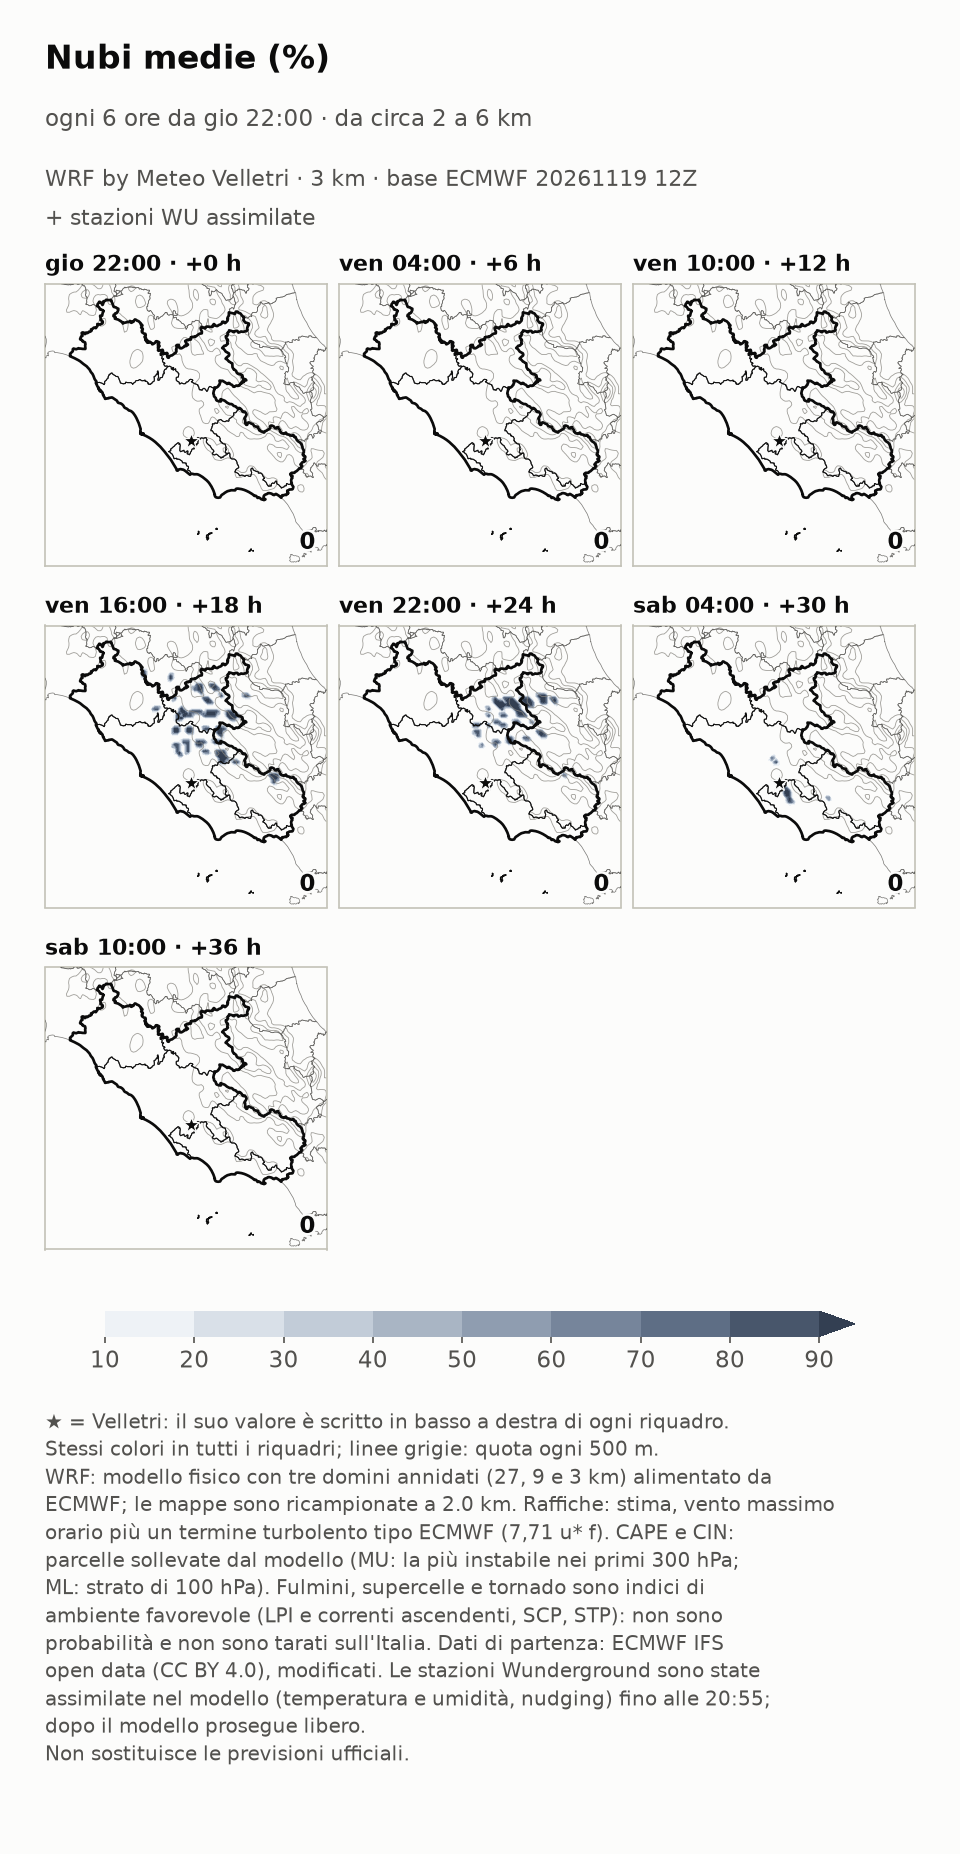 Nubi medie (%)
ogni 6 ore da gio 22:00 · da circa 2 a 6 km
WRF by Meteo Velletri · 3 km · base ECMWF 20261119 12Z
+ stazioni WU assimilate
gio 22:00 · +0 h
ven 04:00 · +6 h
ven 10:00 · +12 h
0
0
0
ven 16:00 · +18 h
ven 22:00 · +24 h
sab 04:00 · +30 h
0
0
0
sab 10:00 · +36 h
0
10 20 30 40 50 60 70 80 90
★ = Velletri: il suo valore è scritto in basso a destra di ogni riquadro.
Stessi colori in tutti i riquadri; linee grigie: quota ogni 500 m.
WRF: modello fisico con tre domini annidati (27, 9 e 3 km) alimentato da
ECMWF; le mappe sono ricampionate a 2.0 km. Raffiche: stima, vento massimo
orario più un termine turbolento tipo ECMWF (7,71 u* f). CAPE e CIN:
parcelle sollevate dal modello (MU: la più instabile nei primi 300 hPa;
ML: strato di 100 hPa). Fulmini, supercelle e tornado sono indici di
ambiente favorevole (LPI e correnti ascendenti, SCP, STP): non sono
probabilità e non sono tarati sull'Italia. Dati di partenza: ECMWF IFS
open data (CC BY 4.0), modificati. Le stazioni Wunderground sono state
assimilate nel modello (temperatura e umidità, nudging) fino alle 20:55;
dopo il modello prosegue libero.
Non sostituisce le previsioni ufficiali.